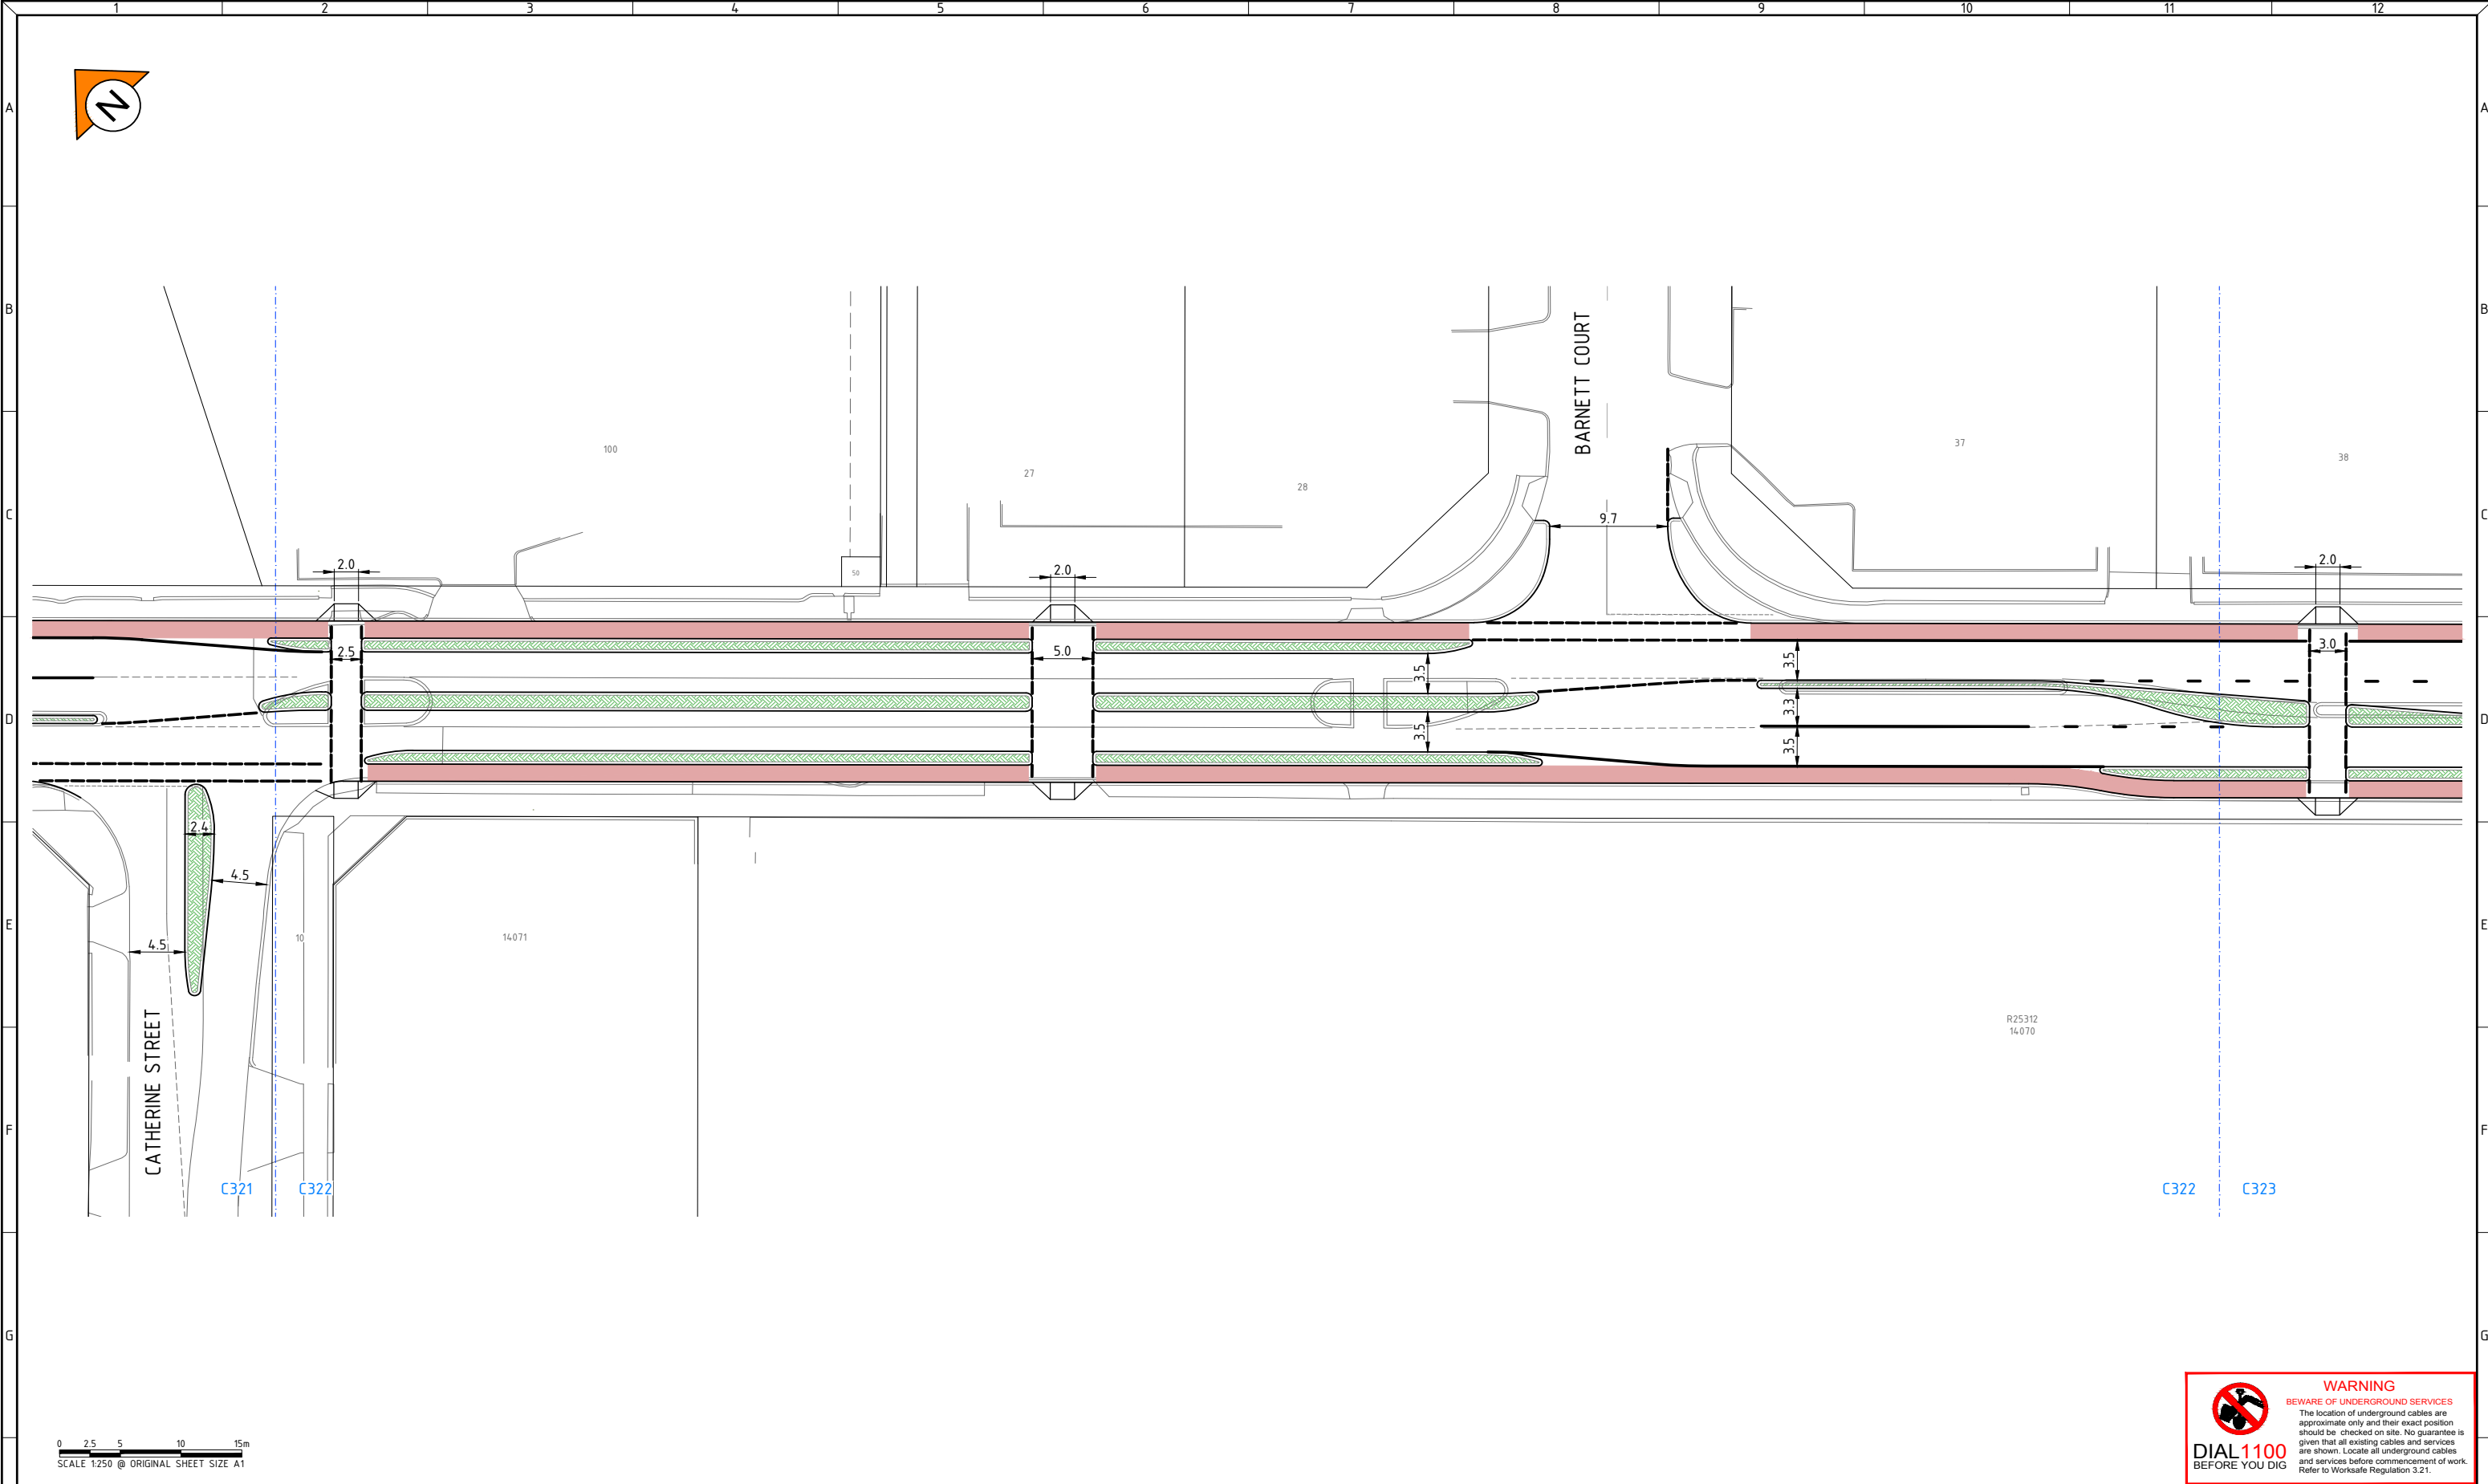 1 2 3 4 5 6 7 8 9 10 11 12
A A
N
B B
BARNETT COURT
100
27
28
37
38
C C
9.7
2.0
50
2.0
2.0
2.5
5.0
3.0
3.5
3.5
D D
3.3
3.5
3.5
2.4
4.5
E E
4.5
10
14071
CATHERINE STREET
R25312
14070
F F
C321 C322
C322 C323
G G
0 2.5 5 10 15m
SCALE 1:250 @ ORIGINAL SHEET SIZE A1
WARNING
BEWARE OF UNDERGROUND SERVICES
The location of underground cables are
approximate only and their exact position
should be checked on site. No guarantee is
given that all existing cables and services
are shown. Locate all underground cables
and services before commencement of work.
Refer to Worksafe Regulation 3.21.
DIAL1100
BEFORE YOU DIG